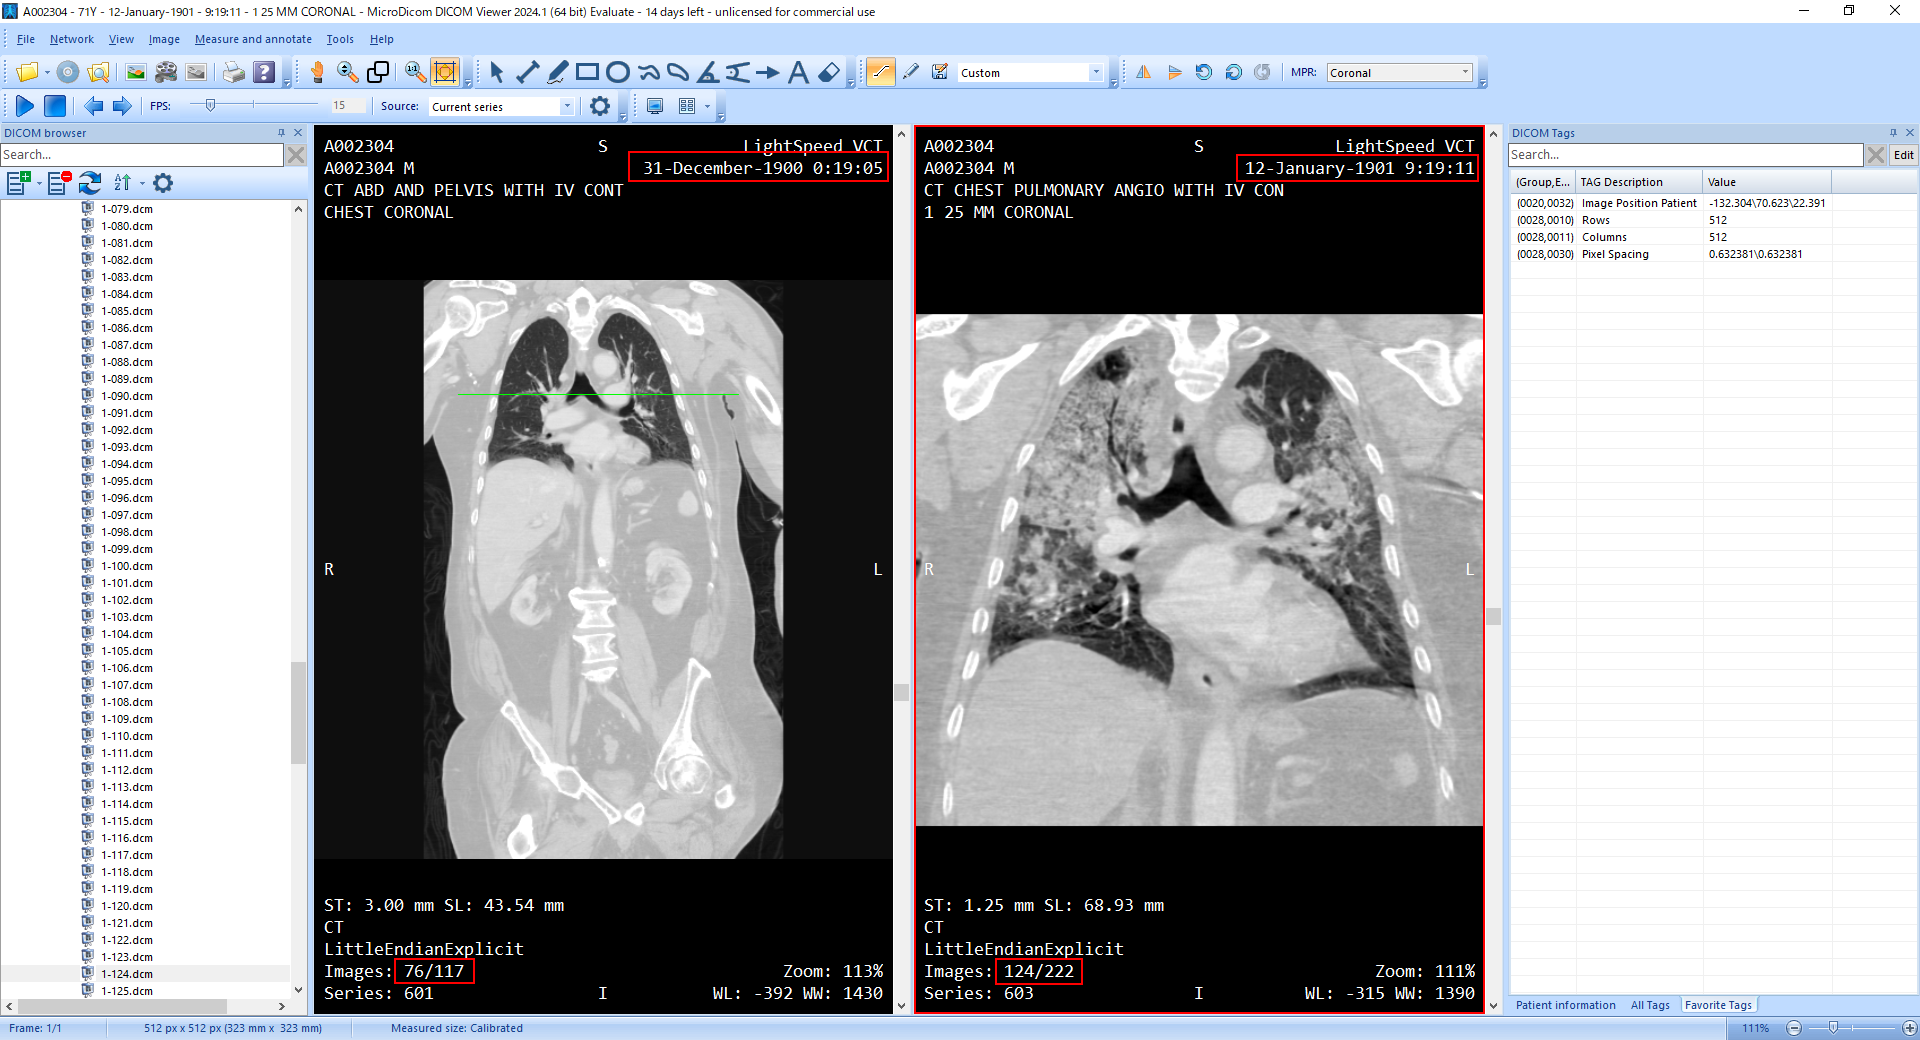 A002304 - 71Y - 12-January-1901 - 9:19:11 - 1 25 MM CORONAL - MicroDicom DICOM Viewer 2024.1 (64 bit) Evaluate - 14 days left - unlicensed for commercial use
File Network View Image Measure and annotate Tools Help
1:1 Custom MPR: Coronal
FPS: 15 Source: Current series
DICOM browser
Search...
1-079.dcm
1-080.dcm
1-081.dcm
1-082.dcm
1-083.dcm
1-084.dcm
1-085.dcm
1-086.dcm
1-087.dcm
1-088.dcm
1-089.dcm
1-090.dcm
1-091.dcm
1-092.dcm
1-093.dcm
1-094.dcm
1-095.dcm
1-096.dcm
1-097.dcm
1-098.dcm
1-099.dcm
1-100.dcm
1-101.dcm
1-102.dcm
1-103.dcm
1-104.dcm
1-105.dcm
1-106.dcm
1-107.dcm
1-108.dcm
1-109.dcm
1-110.dcm
1-111.dcm
1-112.dcm
1-113.dcm
1-114.dcm
1-115.dcm
1-116.dcm
1-117.dcm
1-118.dcm
1-119.dcm
1-120.dcm
1-121.dcm
1-122.dcm
1-123.dcm
1-124.dcm
1-125.dcm
A002304 S LightSpeed VCT
A002304 M 31-December-1900 0:19:05
CT ABD AND PELVIS WITH IV CONT
CHEST CORONAL
R L
ST: 3.00 mm SL: 43.54 mm
CT
LittleEndianExplicit
Images: 76/117 Zoom: 113%
Series: 601 I WL: -392 WW: 1430
A002304 S LightSpeed VCT
A002304 M 12-January-1901 9:19:11
CT CHEST PULMONARY ANGIO WITH IV CON
1 25 MM CORONAL
R L
ST: 1.25 mm SL: 68.93 mm
CT
LittleEndianExplicit
Images: 124/222 Zoom: 111%
Series: 603 I WL: -315 WW: 1390
DICOM Tags
Search... Edit
(Group,E... TAG Description Value
(0020,0032) Image Position Patient -132.304\70.623\22.391
(0028,0010) Rows 512
(0028,0011) Columns 512
(0028,0030) Pixel Spacing 0.632381\0.632381
Patient information All Tags Favorite Tags
Frame: 1/1 512 px x 512 px (323 mm x 323 mm) Measured size: Calibrated 111%